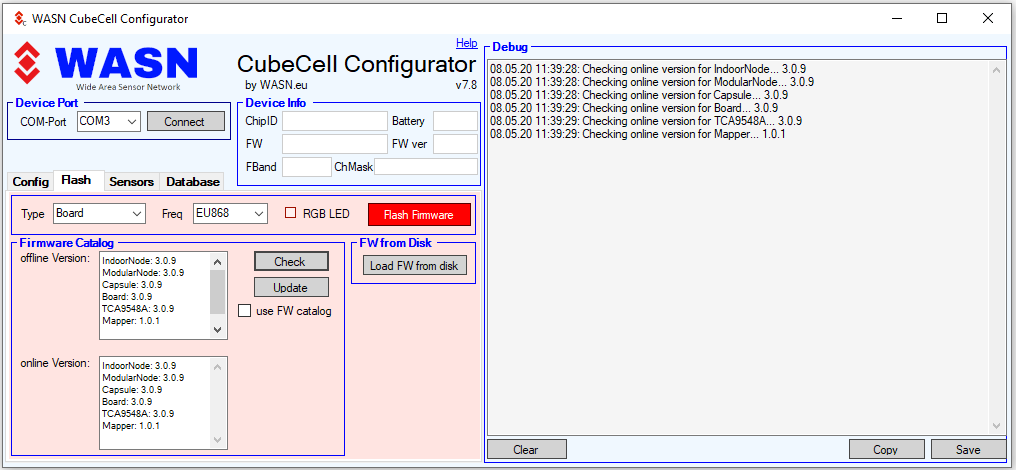 WASN CubeCell Configurator
Help
WASN
Wide Area Sensor Network
CubeCell Configurator
by WASN.eu v7.8
Device Port
COM-Port COM3 Connect
Device Info
ChipID Battery
FW FW ver
FBand ChMask
Config Flash Sensors Database
Type Board Freq EU868 RGB LED Flash Firmware
Firmware Catalog
offline Version:
IndoorNode: 3.0.9
ModularNode: 3.0.9
Capsule: 3.0.9
Board: 3.0.9
TCA9548A: 3.0.9
Mapper: 1.0.1
Check
Update
use FW catalog
online Version:
IndoorNode: 3.0.9
ModularNode: 3.0.9
Capsule: 3.0.9
Board: 3.0.9
TCA9548A: 3.0.9
Mapper: 1.0.1
FW from Disk
Load FW from disk
Debug
08.05.20 11:39:28: Checking online version for IndoorNode... 3.0.9
08.05.20 11:39:28: Checking online version for ModularNode... 3.0.9
08.05.20 11:39:28: Checking online version for Capsule... 3.0.9
08.05.20 11:39:29: Checking online version for Board... 3.0.9
08.05.20 11:39:29: Checking online version for TCA9548A... 3.0.9
08.05.20 11:39:29: Checking online version for Mapper... 1.0.1
Clear Copy Save